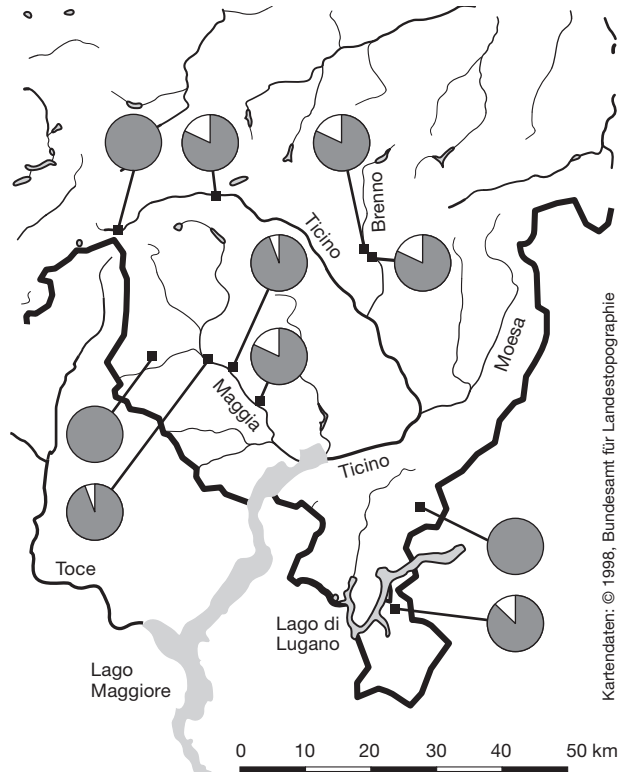 Ticino
Brenno
Moesa
Maggia
Ticino
Toce
Lago di
Lugano
Lago
Maggiore
0 10 20 30 40 50 km
Kartendaten: © 1998, Bundesamt für Landestopographie